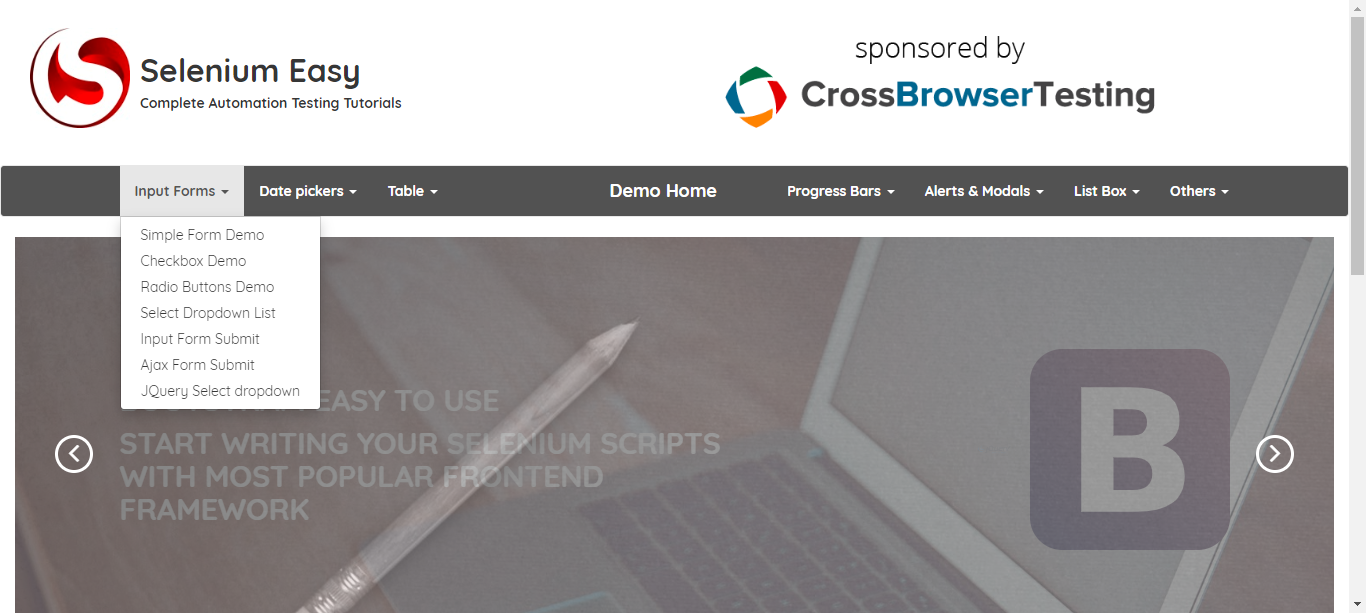 Selenium Easy
Complete Automation Testing Tutorials
sponsored by
CrossBrowserTesting
Input Forms
Date pickers
Table
Demo Home
Progress Bars
Alerts & Modals
List Box
Others
Simple Form Demo
Checkbox Demo
Radio Buttons Demo
Select Dropdown List
Input Form Submit
Ajax Form Submit
JQuery Select dropdown
EASY TO USE
START WRITING YOUR SELENIUM SCRIPTS
WITH MOST POPULAR FRONTEND
FRAMEWORK
B